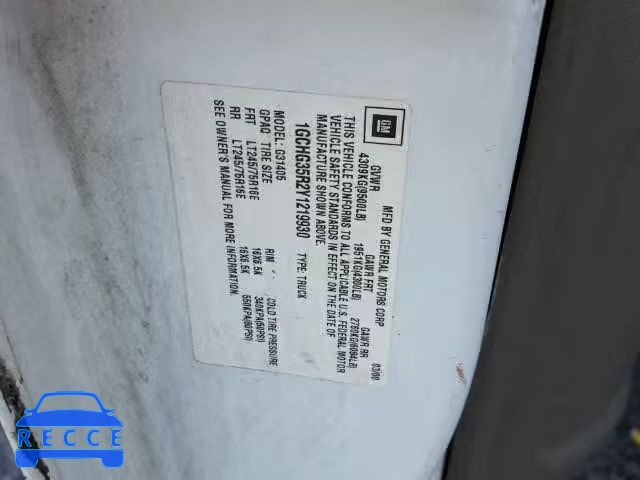 GM
MFD BY GENERAL MOTORS CORP
03/00
GVWR GAWR FRT GAWR RR
4309KG(9500LB) 1951KG(4300LB) 2760KG(6084LB)
THIS VEHICLE CONFORMS TO ALL APPLICABLE U.S. FEDERAL MOTOR
VEHICLE SAFETY STANDARDS IN EFFECT ON THE DATE OF
MANUFACTURE SHOWN ABOVE.
1GCHG35R2Y1219930 TYPE: TRUCK
MODEL: G31405
GPAQ TIRE SIZE RIM COLD TIRE PRESSURE
FRT LT245/75R16E 16X6.5K 340KPA(50PSI)
RR LT245/75R16E 16X6.5K 550KPA(80PSI)
SEE OWNER'S MANUAL FOR MORE INFORMATION.
RECCE